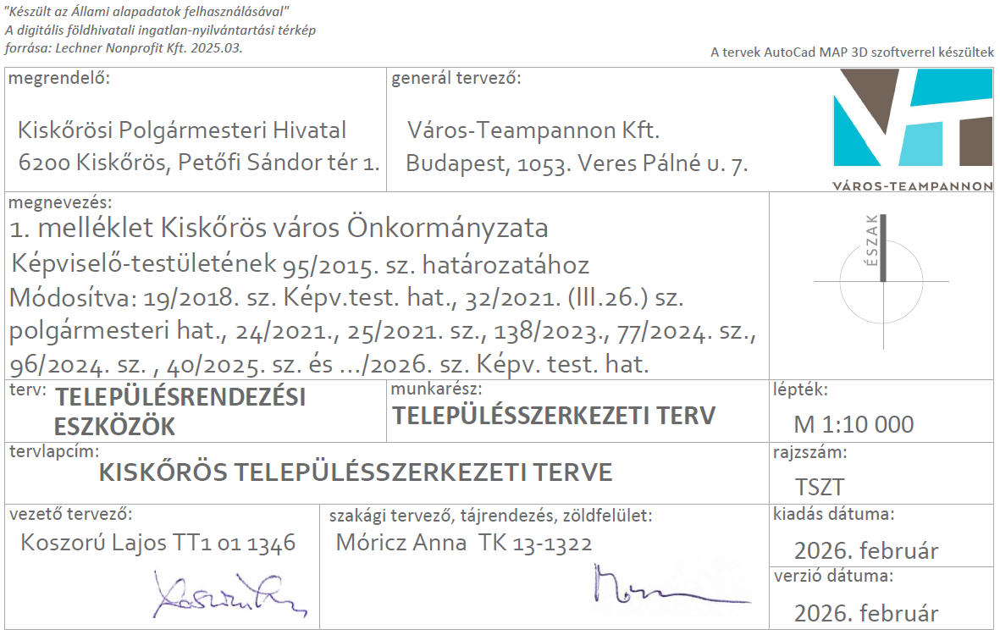 "Készült az Állami alapadatok felhasználásával"
A digitális földhivatali ingatlan-nyilvántartási térkép
forrása: Lechner Nonprofit Kft. 2025.03.
A tervek AutoCad MAP 3D szoftverrel készültek
megrendelő:
Kiskőrösi Polgármesteri Hivatal
6200 Kiskőrös, Petőfi Sándor tér 1.
generál tervező:
Város-Teampannon Kft.
Budapest, 1053. Veres Pálné u. 7.
VT
VÁROS-TEAMPANNON
megnevezés:
1. melléklet Kiskőrös város Önkormányzata
Képviselő-testületének 95/2015. sz. határozatához
Módosítva: 19/2018. sz. Képv.test. hat., 32/2021. (III.26.) sz.
polgármesteri hat., 24/2021., 25/2021. sz., 138/2023., 77/2024. sz.,
96/2024. sz. , 40/2025. sz. és .../2026. sz. Képv. test. hat.
ÉSZAK
terv: TELEPÜLÉSRENDEZÉSI
ESZKÖZÖK
munkarész:
TELEPÜLÉSSZERKEZETI TERV
lépték:
M 1:10 000
tervlapcím:
KISKŐRÖS TELEPÜLÉSSZERKEZETI TERVE
rajzszám:
TSZT
vezető tervező:
Koszorú Lajos TT1 01 1346
szakági tervező, tájrendezés, zöldfelület:
Móricz Anna TK 13-1322
kiadás dátuma:
2026. február
verzió dátuma:
2026. február